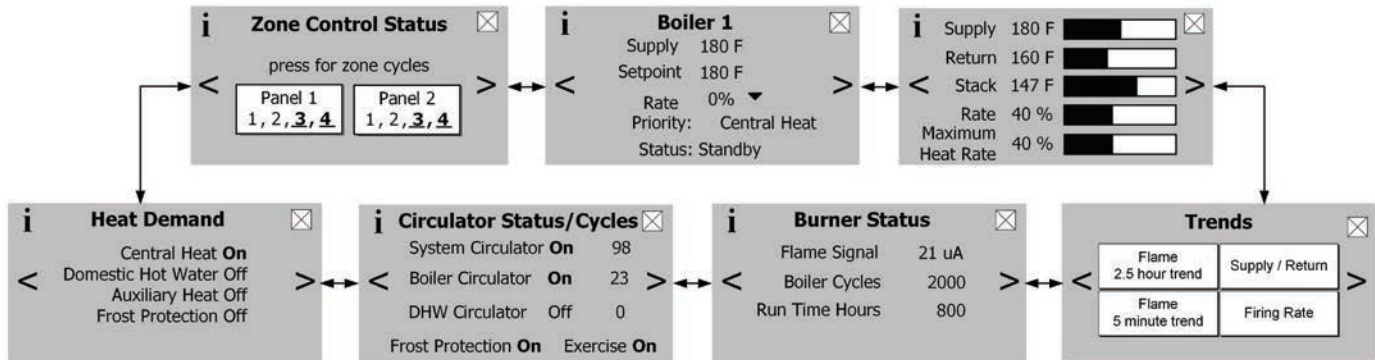 i Zone Control Status
press for zone cycles
< >
Panel 1
1, 2, 3, 4
Panel 2
1, 2, 3, 4
i Boiler 1
Supply 180 F
< Setpoint 180 F >
Rate 0%
Priority: Central Heat
Status: Standby
i Supply 180 F
Return 160 F
< Stack 147 F >
Rate 40 %
Maximum
Heat Rate 40 %
i Heat Demand
Central Heat On
< Domestic Hot Water Off >
Auxiliary Heat Off
Frost Protection Off
i Circulator Status/Cycles
System Circulator On 98
< Boiler Circulator On 23 >
DHW Circulator Off 0
Frost Protection On Exercise On
i Burner Status
Flame Signal 21 uA
< Boiler Cycles 2000 >
Run Time Hours 800
Trends
< >
Flame
2.5 hour trend
Supply / Return
Flame
5 minute trend
Firing Rate